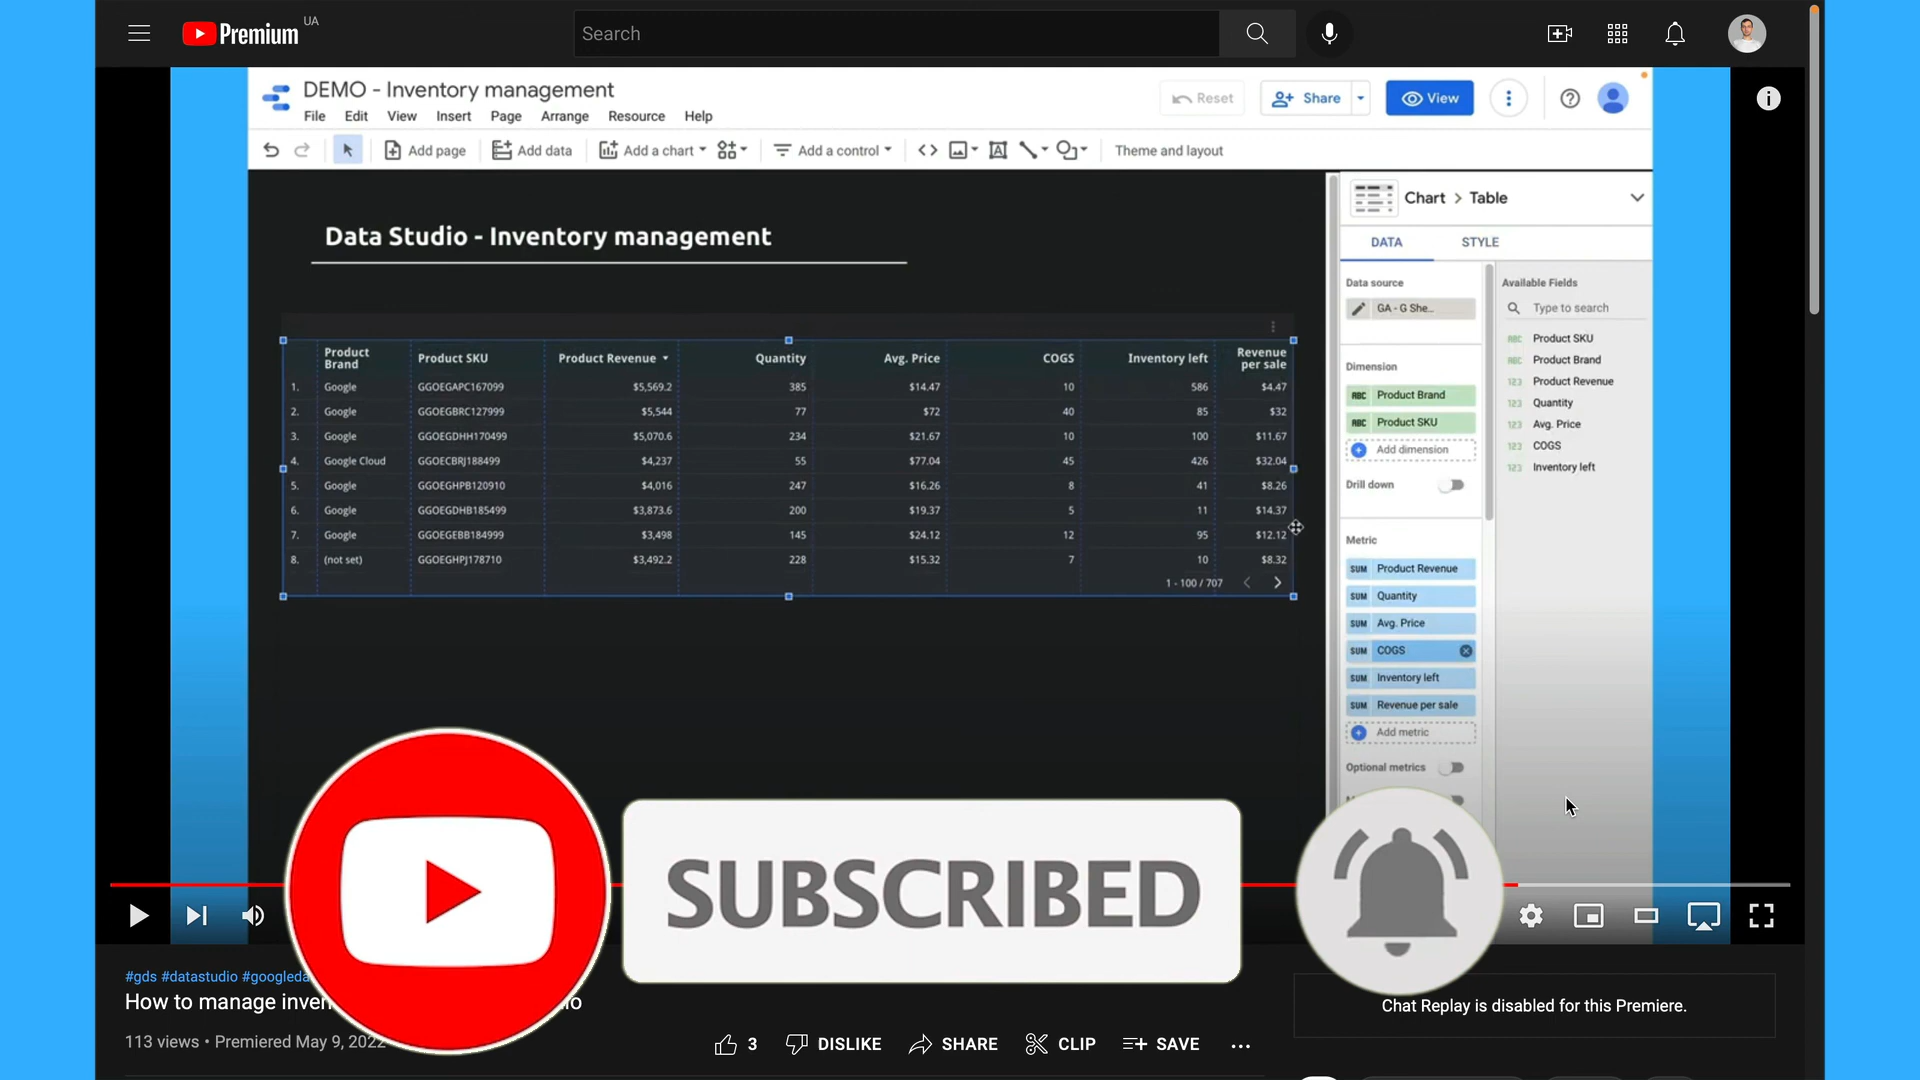 Premium UA
Search
DEMO - Inventory management
File Edit View Insert Page Arrange Resource Help
Reset Share View
Add page Add data Add a chart Add a control Theme and layout
Data Studio - Inventory management
Product Brand Product SKU Product Revenue Quantity Avg. Price COGS Inventory left Revenue per sale
1. Google GGOEGAPC167099 $5,569.2 385 $14.47 10 586 $4.47
2. Google GGOEGBRC127999 $5,544 77 $72 40 85 $32
3. Google GGOEGDHH170499 $5,070.6 234 $21.67 10 100 $11.67
4. Google Cloud GGOECBRJ188499 $4,237 55 $77.04 45 426 $32.04
5. Google GGOEGHPB120910 $4,016 247 $16.26 8 41 $8.26
6. Google GGOEGDHB185499 $3,873.6 200 $19.37 5 11 $14.37
7. Google GGOEGEBB184999 $3,498 145 $24.12 12 95 $12.12
8. (not set) GGOEGHPJ178710 $3,492.2 228 $15.32 7 10 $8.32
1 - 100 / 707
Chart > Table
DATA STYLE
Data source
GA - G She...
Dimension
ABC Product Brand
ABC Product SKU
Add dimension
Drill down
Metric
SUM Product Revenue
SUM Quantity
SUM Avg. Price
SUM COGS
SUM Inventory left
SUM Revenue per sale
Add metric
Optional metrics
Available Fields
Type to search
ABC Product SKU
ABC Product Brand
123 Product Revenue
123 Quantity
123 Avg. Price
123 COGS
123 Inventory left
SUBSCRIBED
#gds #datastudio #googleda
How to manage inven
113 views • Premiered May 9, 2022
3 DISLIKE SHARE CLIP SAVE
Chat Replay is disabled for this Premiere.